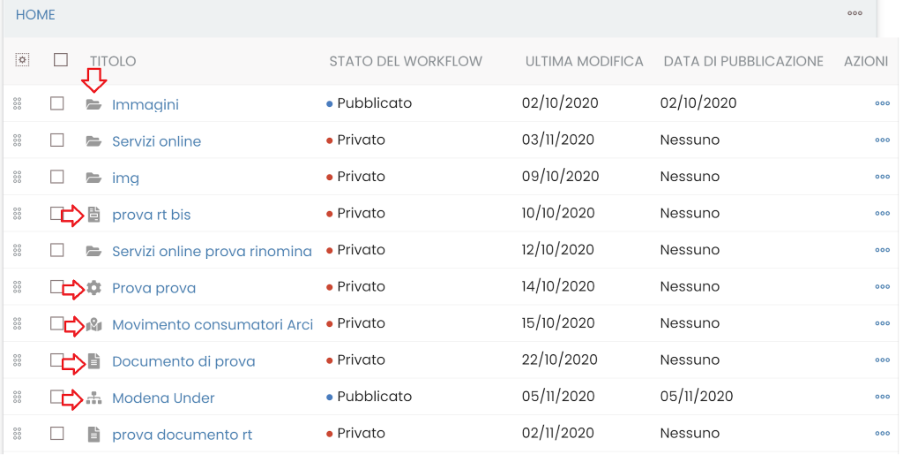 HOME
TITOLO STATO DEL WORKFLOW ULTIMA MODIFICA DATA DI PUBBLICAZIONE AZIONI
Immagini Pubblicato 02/10/2020 02/10/2020
Servizi online Privato 03/11/2020 Nessuno
img Privato 09/10/2020 Nessuno
prova rt bis Privato 10/10/2020 Nessuno
Servizi online prova rinomina Privato 12/10/2020 Nessuno
Prova prova Privato 14/10/2020 Nessuno
Movimento consumatori Arci Privato 15/10/2020 Nessuno
Documento di prova Privato 22/10/2020 Nessuno
Modena Under Pubblicato 05/11/2020 05/11/2020
prova documento rt Privato 02/11/2020 Nessuno